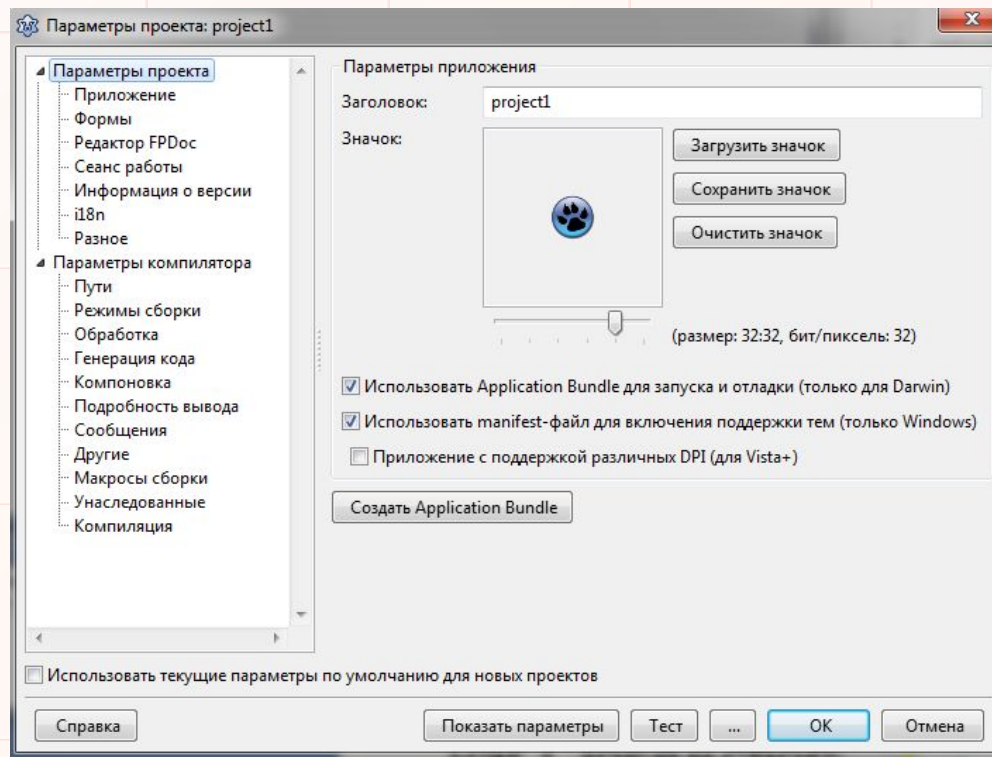 Параметры проекта: project1
Параметры проекта
Приложение
Формы
Редактор FPDoc
Сеанс работы
Информация о версии
i18n
Разное
Параметры компилятора
Пути
Режимы сборки
Обработка
Генерация кода
Компоновка
Подробность вывода
Сообщения
Другие
Макросы сборки
Унаследованные
Компиляция
Параметры приложения
Заголовок: project1
Значок:
Загрузить значок
Сохранить значок
Очистить значок
(размер: 32:32, бит/пиксель: 32)
Использовать Application Bundle для запуска и отладки (только для Darwin)
Использовать manifest-файл для включения поддержки тем (только Windows)
Приложение с поддержкой различных DPI (для Vista+)
Создать Application Bundle
Использовать текущие параметры по умолчанию для новых проектов
Справка Показать параметры Тест ... OK Отмена